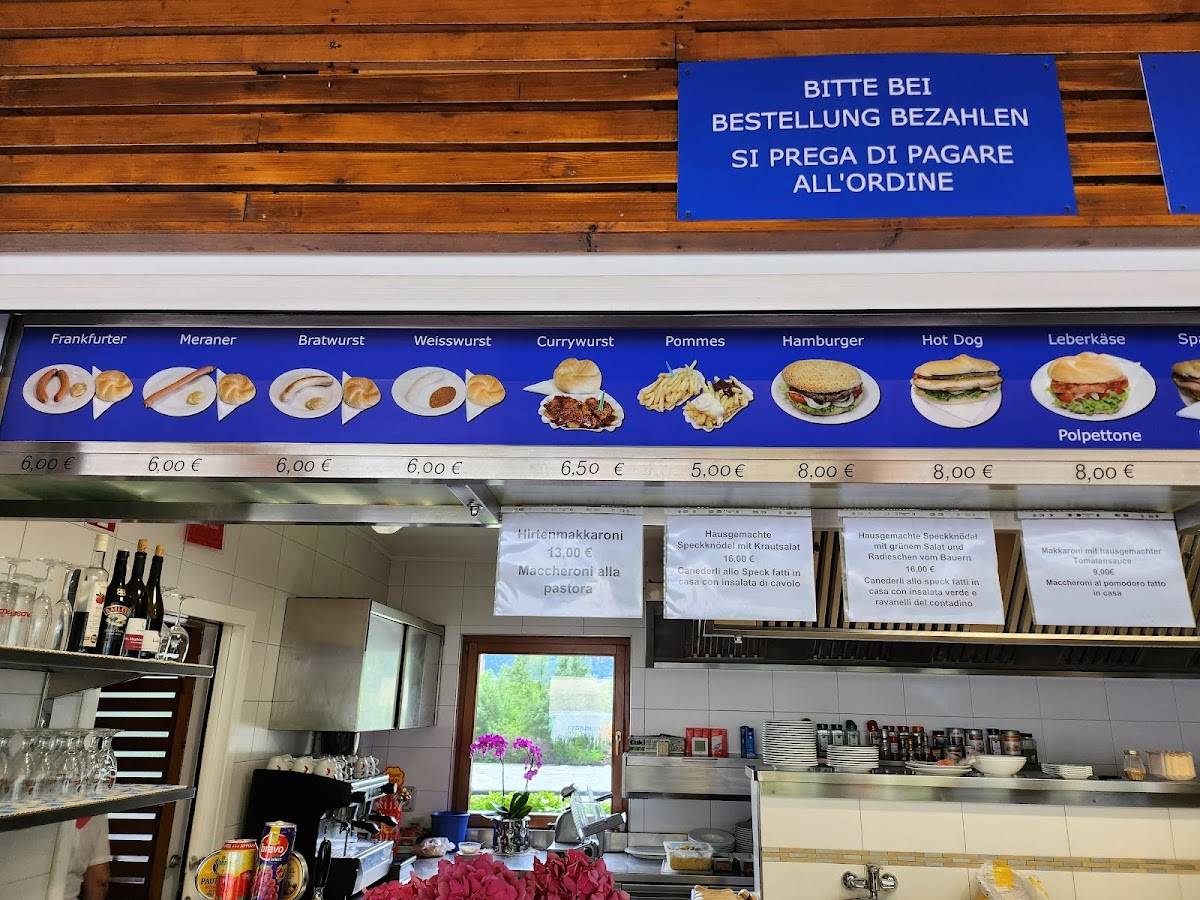 BITTE BEI
BESTELLUNG BEZAHLEN
SI PREGA DI PAGARE
ALL'ORDINE
Frankfurter Meraner Bratwurst Weisswurst Currywurst Pommes Hamburger Hot Dog Leberkäse
Polpettone
6,00 € 6,00 € 6,00 € 6,00 € 6.50 € 5,00 € 8,00 € 8,00 € 8,00 €
Hirtenmakkaroni
13,00 €
Maccheroni alla
pastora
Hausgemachte
Speckknödel mit Krautsalat
16.00 €
Canederli allo speck fatti in
casa con insalata di cavolo
Hausgemachte Speckknödel
mit grünem Salat und
Radieschen vom Bauern
16.00 €
Canederli allo speck fatti in
casa con insalata verde e
ravanelli del contadino
Makkaroni mit hausgemachter
Tomatensauce
9,00€
Maccheroni al pomodoro fatto
in casa
bravo